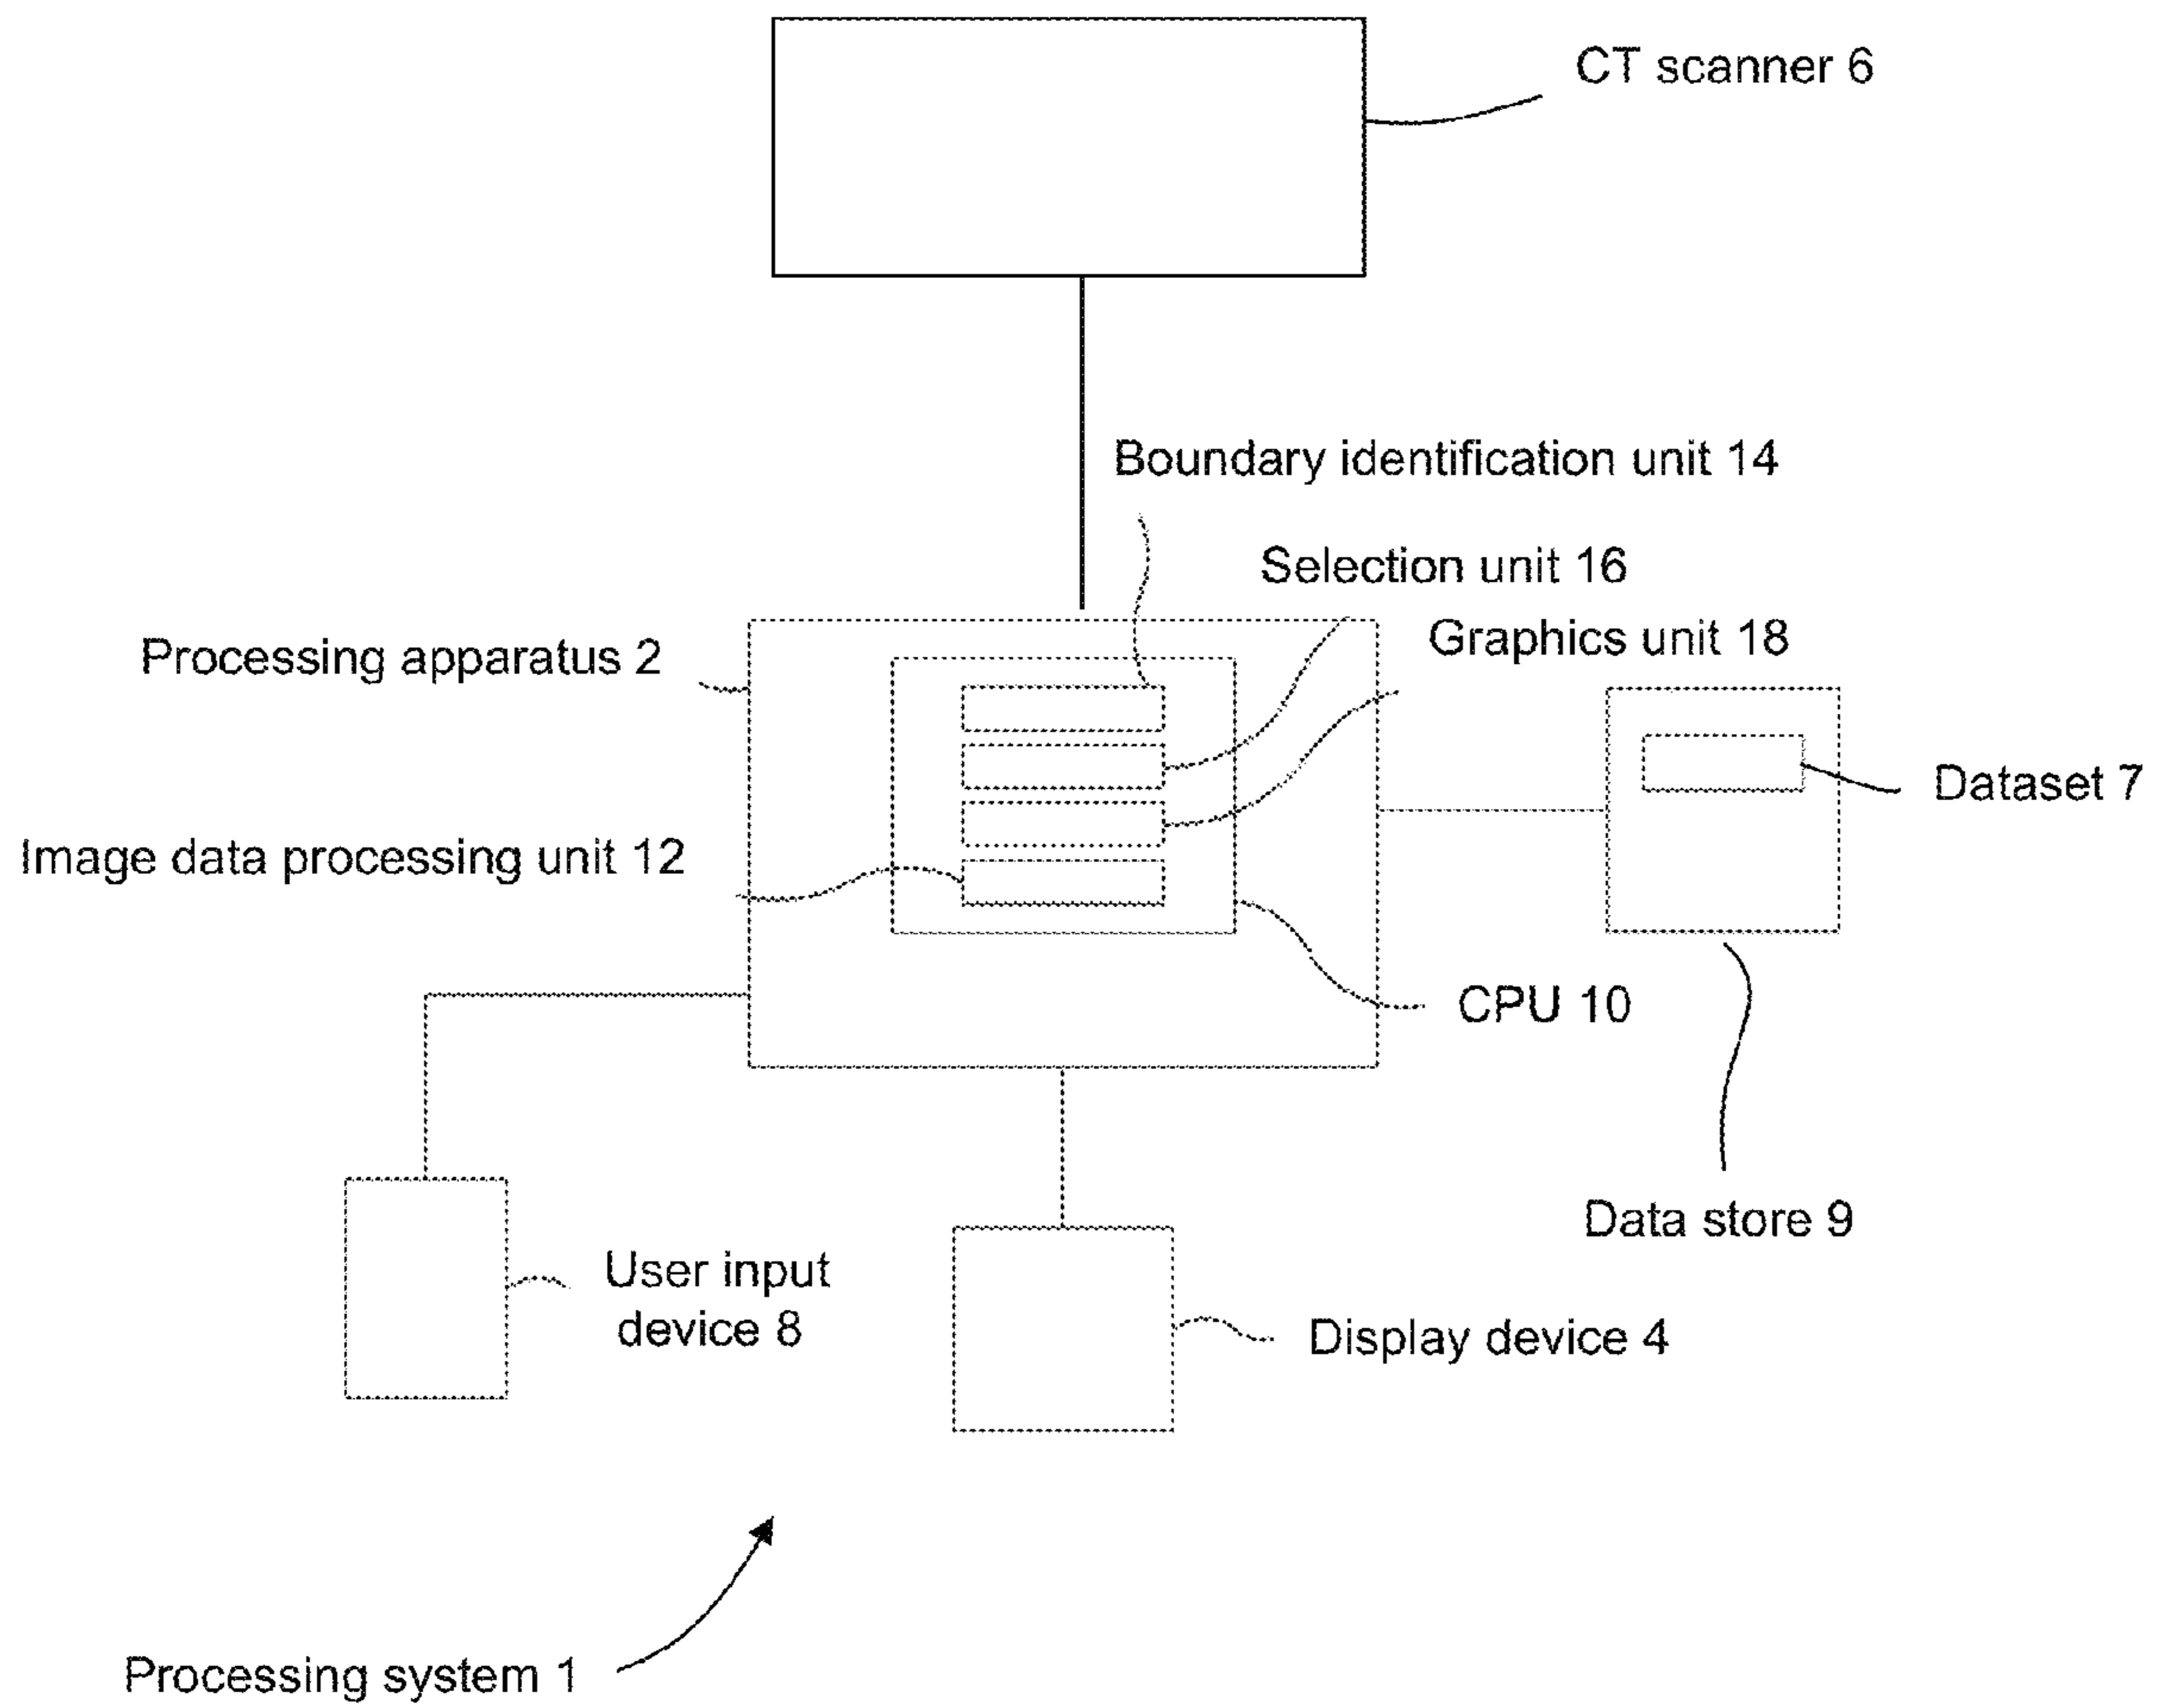 CT scanner 6
Boundary identification unit 14
Selection unit 16
Graphics unit 18
Processing apparatus 2
Dataset 7
Image data processing unit 12
CPU 10
Data store 9
User input
device 8
Display device 4
Processing system 1